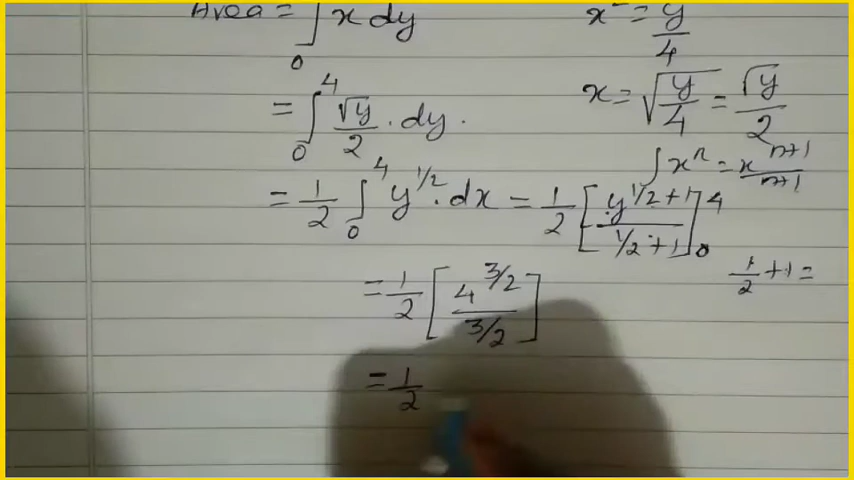 Area = ∫₀ x dy
x² = y/4
= ∫₀⁴ √y/2 . dy .
x = √(y/4) = √y/2
∫ xⁿ = xⁿ⁺¹/n+1
= 1/2 ∫₀⁴ y^1/2 . dx = 1/2 [ y^1/2+1 / 1/2+1 ]₀⁴
1/2 + 1 =
= 1/2 [ 4^3/2 / 3/2 ]
= 1/2